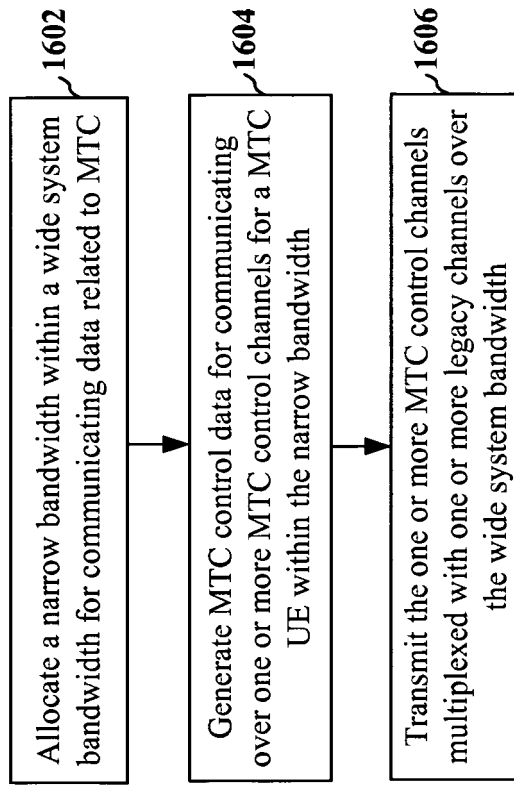 1602
Allocate a narrow bandwidth within a wide system
bandwidth for communicating data related to MTC
1604
Generate MTC control data for communicating
over one or more MTC control channels for a MTC
UE within the narrow bandwidth
1606
Transmit the one or more MTC control channels
multiplexed with one or more legacy channels over
the wide system bandwidth